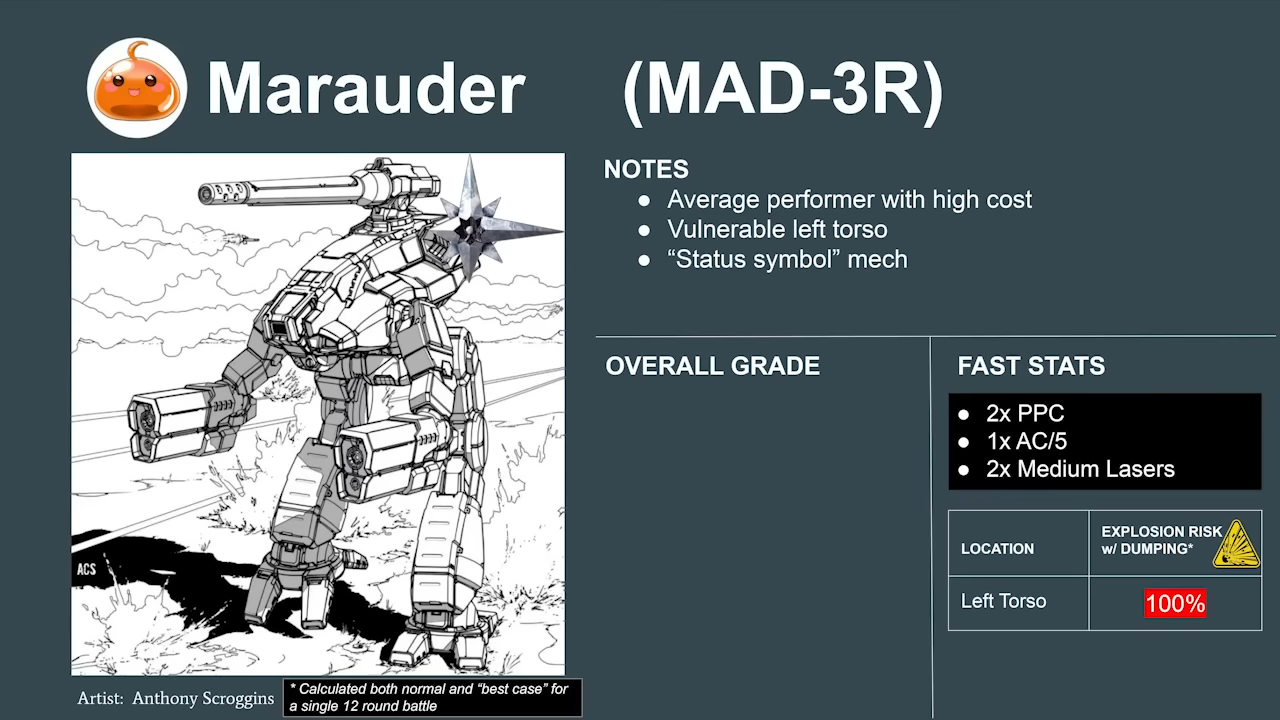 Marauder (MAD-3R)
NOTES
● Average performer with high cost
● Vulnerable left torso
● “Status symbol” mech
OVERALL GRADE
FAST STATS
● 2x PPC
● 1x AC/5
● 2x Medium Lasers
LOCATION
EXPLOSION RISK
w/ DUMPING*
Left Torso
100%
ACS
Artist: Anthony Scroggins
* Calculated both normal and “best case” for
a single 12 round battle